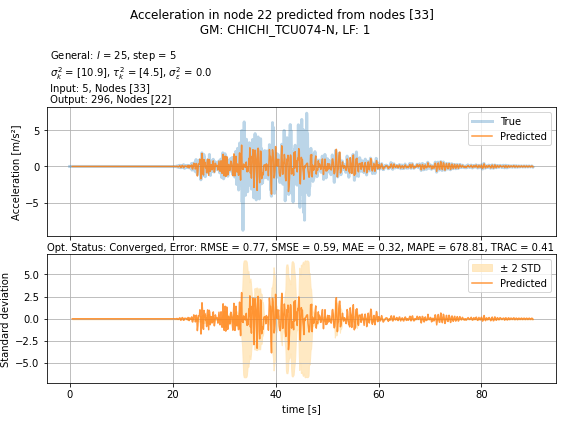 Acceleration in node 22 predicted from nodes [33]
GM: CHICHI_TCU074-N, LF: 1
General: l = 25, step = 5
σ²ₖ = [10.9], τ²ₖ = [4.5], σ²ε = 0.0
Input: 5, Nodes [33]
Output: 296, Nodes [22]
Acceleration [m/s²]
5
0
−5
True
Predicted
Opt. Status: Converged, Error: RMSE = 0.77, SMSE = 0.59, MAE = 0.32, MAPE = 678.81, TRAC = 0.41
Standard deviation
5.0
2.5
0.0
−2.5
−5.0
± 2 STD
Predicted
0 20 40 60 80
time [s]